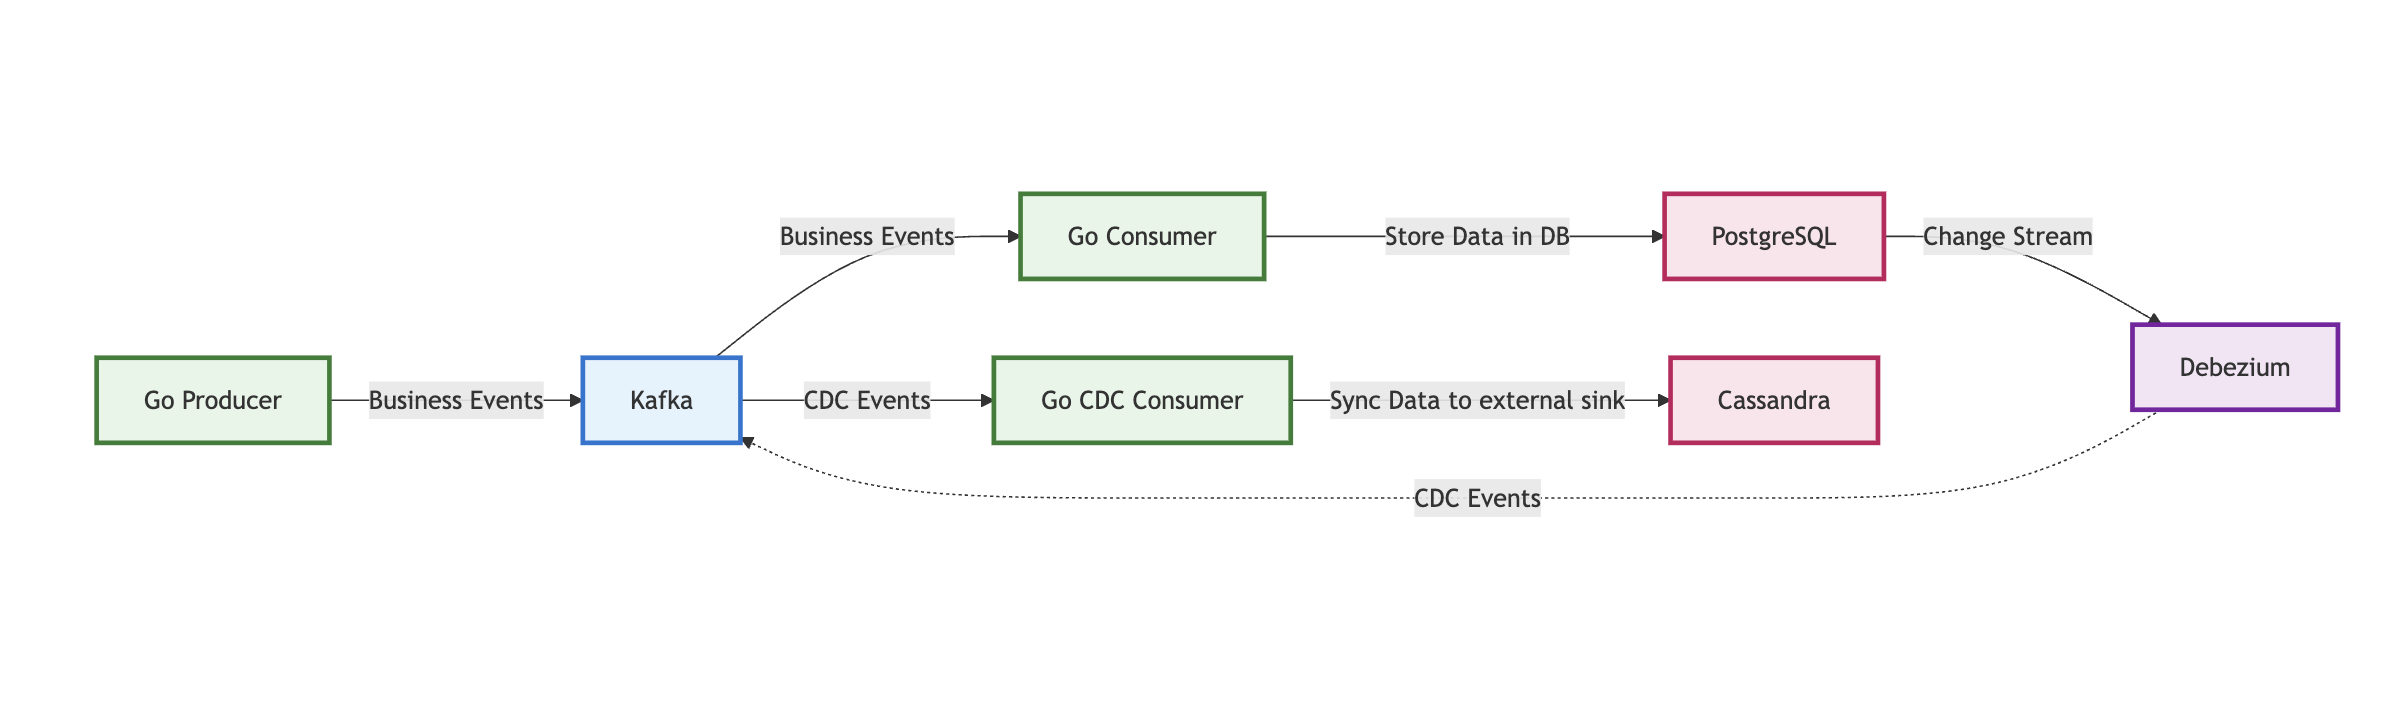 Business Events
Go Consumer
Store Data in DB
PostgreSQL
Change Stream
Debezium
Go Producer
Business Events
Kafka
CDC Events
Go CDC Consumer
Sync Data to external sink
Cassandra
CDC Events